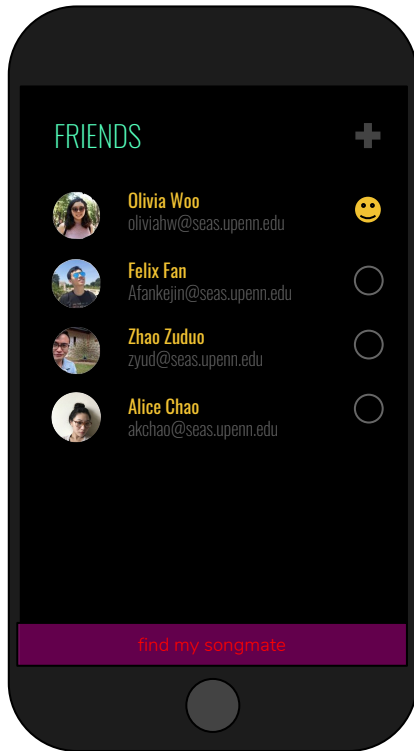 FRIENDS
Olivia Woo
oliviahw@seas.upenn.edu
Felix Fan
Afankejin@seas.upenn.edu
Zhao Zuduo
zyud@seas.upenn.edu
Alice Chao
akchao@seas.upenn.edu
find my songmate